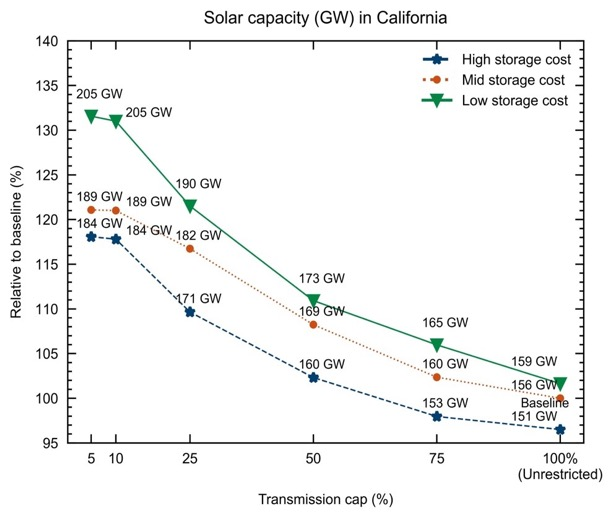 Solar capacity (GW) in California
140
135
130
125
120
115
110
105
100
95
Relative to baseline (%)
High storage cost
Mid storage cost
Low storage cost
205 GW
205 GW
190 GW
173 GW
165 GW
159 GW
189 GW
189 GW
182 GW
169 GW
160 GW
156 GW
Baseline
184 GW
184 GW
171 GW
160 GW
153 GW
151 GW
5 10 25 50 75 100%
(Unrestricted)
Transmission cap (%)